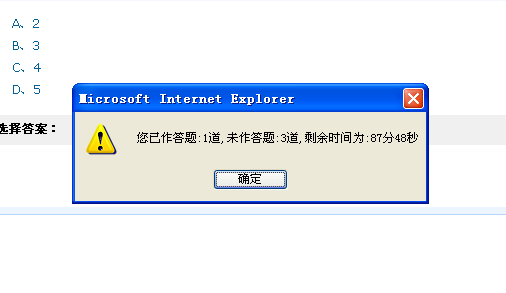 A、2
B、3
C、4
D、5
选择答案：
Microsoft Internet Explorer
您已作答题:1道,未作答题:3道,剩余时间为:87分48秒
确定